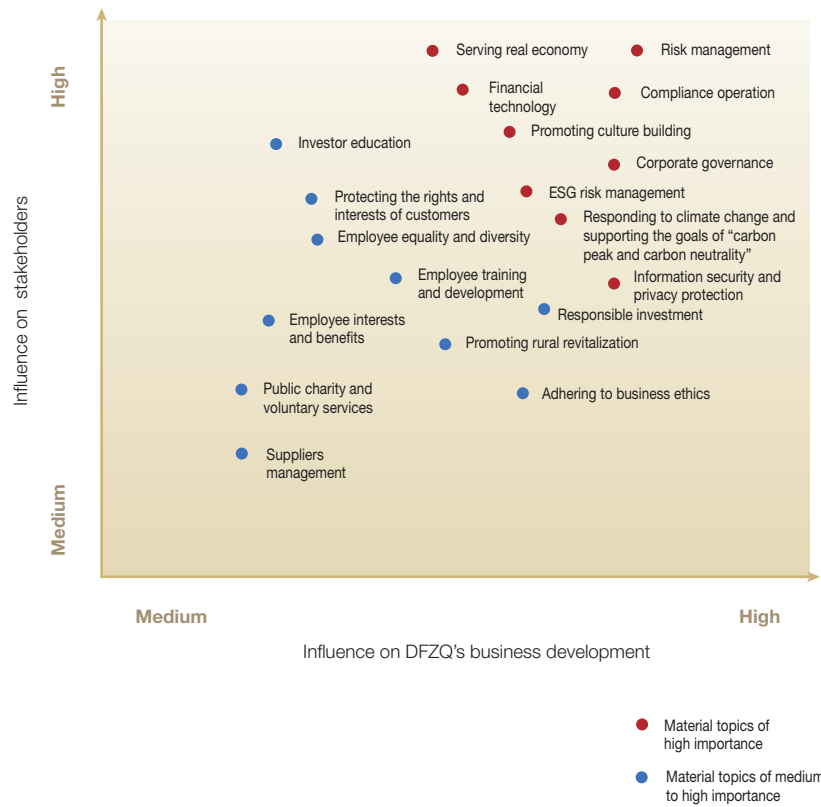 High
Influence on stakeholders
Medium
Serving real economy
Risk management
Financial
technology
Compliance operation
Promoting culture building
Investor education
Corporate governance
ESG risk management
Protecting the rights and
interests of customers
Responding to climate change and
supporting the goals of “carbon
peak and carbon neutrality”
Employee equality and diversity
Employee training
and development
Information security and
privacy protection
Responsible investment
Employee interests
and benefits
Promoting rural revitalization
Public charity and
voluntary services
Adhering to business ethics
Suppliers
management
Medium
High
Influence on DFZQ’s business development
Material topics of
high importance
Material topics of medium
to high importance